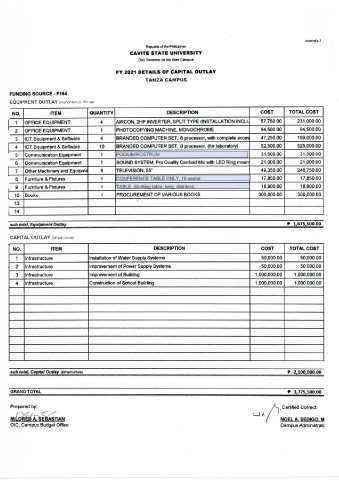 Appendix 2
Republic of the Philippines
CAVITE STATE UNIVERSITY
Don Severino de las Alas Campus
FY 2021 DETAILS OF CAPITAL OUTLAY
TANZA CAMPUS
FUNDING SOURCE - F164
EQUIPMENT OUTLAY
NO. ITEM QUANTITY DESCRIPTION COST TOTAL COST
1 OFFICE EQUIPMENT 4 AIRCON, 2HP INVERTER, SPLIT TYPE (INSTALLATION INCLU 57,750.00 231,000.00
2 OFFICE EQUIPMENT 1 PHOTOCOPYING MACHINE, MONOCHROME 94,500.00 94,500.00
3 ICT Equipment & Software 4 BRANDED COMPUTER SET, 8 processor, with complete acces 47,250.00 189,000.00
4 ICT Equipment & Software 10 BRANDED COMPUTER SET, 8 processor, (for laboratory) 52,500.00 525,000.00
5 Communication Equipment 1 PODIUM/ROSTRUM 31,500.00 31,500.00
6 Communication Equipment 1 SOUND SYSTEM, Pro Quality Cardioid Mic with LED Ring moun 21,000.00 21,000.00
7 Other Machinery and Equipme 5 TELEVISION, 55" 49,350.00 246,750.00
8 Furniture & Fixtures 1 CONFERENCE TABLE ONLY, 10 seater 17,850.00 17,850.00
9 Furniture & Fixtures 1 TABLE, Working table, long, stainless 18,900.00 18,900.00
10 Books 1 PROCUREMENT OF VARIOUS BOOKS 300,000.00 300,000.00
13
14
sub total, Equipment Outlay ₱ 1,675,500.00
CAPITAL OUTLAY (Infrastructure)
NO. ITEM DESCRIPTION COST TOTAL COST
1 Infrastructure Installation of Water Supply Systems 50,000.00 50,000.00
2 Infrastructure Improvement of Power Supply Systems 50,000.00 50,000.00
3 Infrastructure Improvement of Building 1,000,000.00 1,000,000.00
4 Infrastructure Construction of School Building 1,000,000.00 1,000,000.00
sub total, Capital Outlay (Infrastructure) ₱ 2,100,000.00
GRAND TOTAL ₱ 3,775,500.00
Prepared by: Certified Correct
MILDRED A. SEBASTIAN NOEL A. SEDIGO, M
OIC, Campus Budget Office Campus Administrato